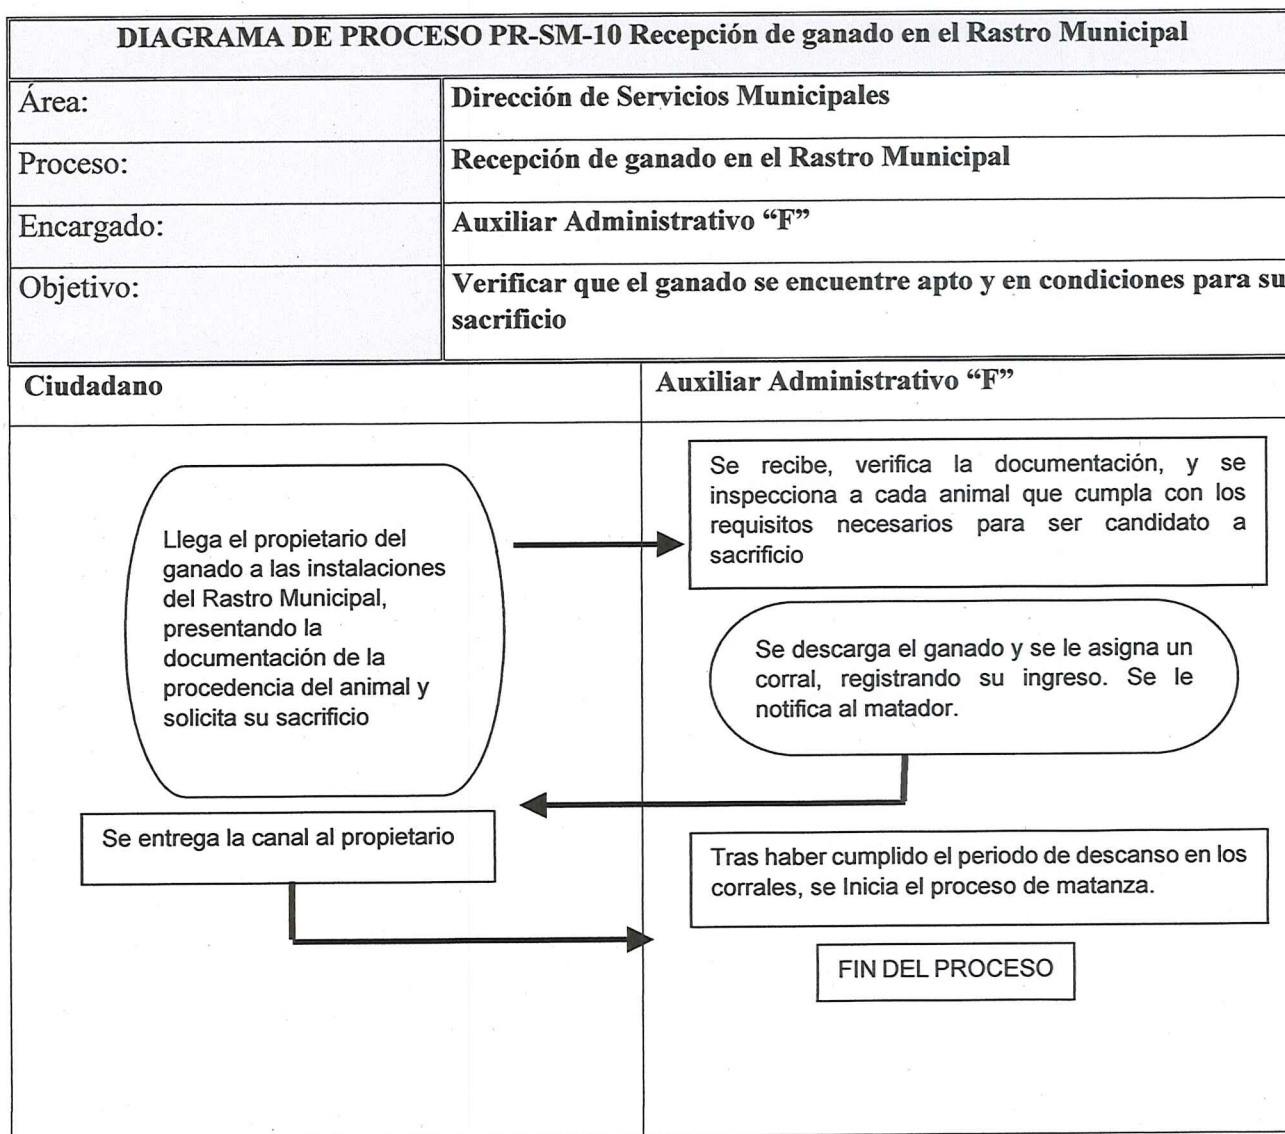 DIAGRAMA DE PROCESO PR-SM-10 Recepción de ganado en el Rastro Municipal
Área:
Dirección de Servicios Municipales
Proceso:
Recepción de ganado en el Rastro Municipal
Encargado:
Auxiliar Administrativo “F”
Objetivo:
Verificar que el ganado se encuentre apto y en condiciones para su
sacrificio
Ciudadano
Auxiliar Administrativo “F”
Llega el propietario del
ganado a las instalaciones
del Rastro Municipal,
presentando la
documentación de la
procedencia del animal y
solicita su sacrificio
Se recibe, verifica la documentación, y se
inspecciona a cada animal que cumpla con los
requisitos necesarios para ser candidato a
sacrificio
Se descarga el ganado y se le asigna un
corral, registrando su ingreso. Se le
notifica al matador.
Se entrega la canal al propietario
Tras haber cumplido el periodo de descanso en los
corrales, se Inicia el proceso de matanza.
FIN DEL PROCESO